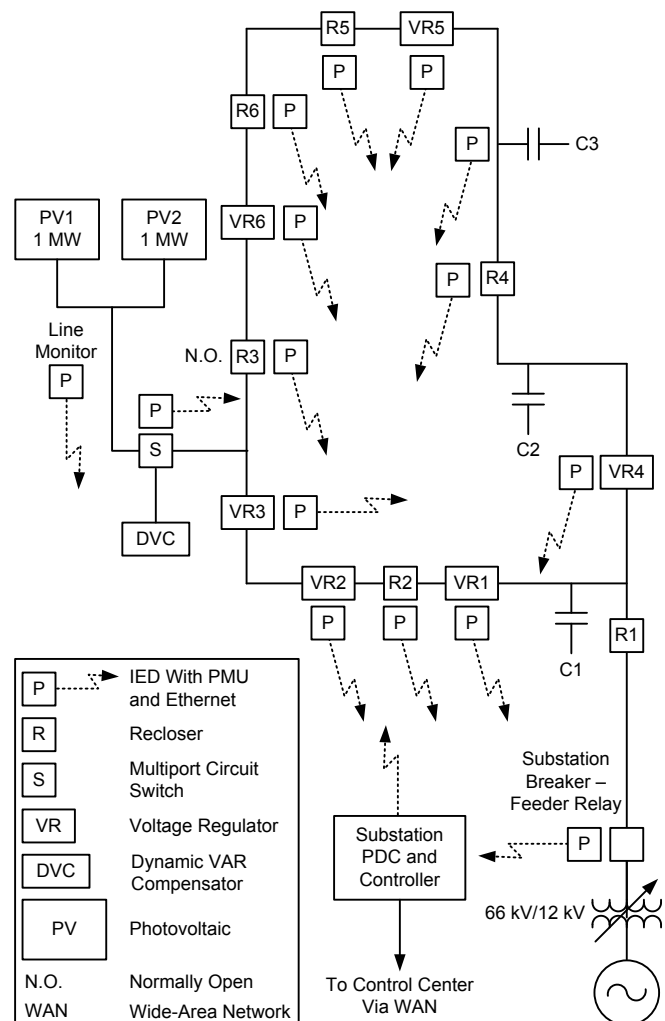 R5
VR5
P
P
R6
P
P
C3
PV1
1 MW
PV2
1 MW
VR6
P
P
R4
Line
Monitor
P
N.O.
R3
P
P
C2
S
P
VR4
DVC
VR3
P
VR2
R2
VR1
P
P
P
C1
R1
P
IED With PMU
and Ethernet
R
Recloser
S
Multiport Circuit
Switch
VR
Voltage Regulator
DVC
Dynamic VAR
Compensator
PV
Photovoltaic
N.O.
Normally Open
WAN
Wide-Area Network
Substation
Breaker –
Feeder Relay
P
Substation
PDC and
Controller
66 kV/12 kV
To Control Center
Via WAN